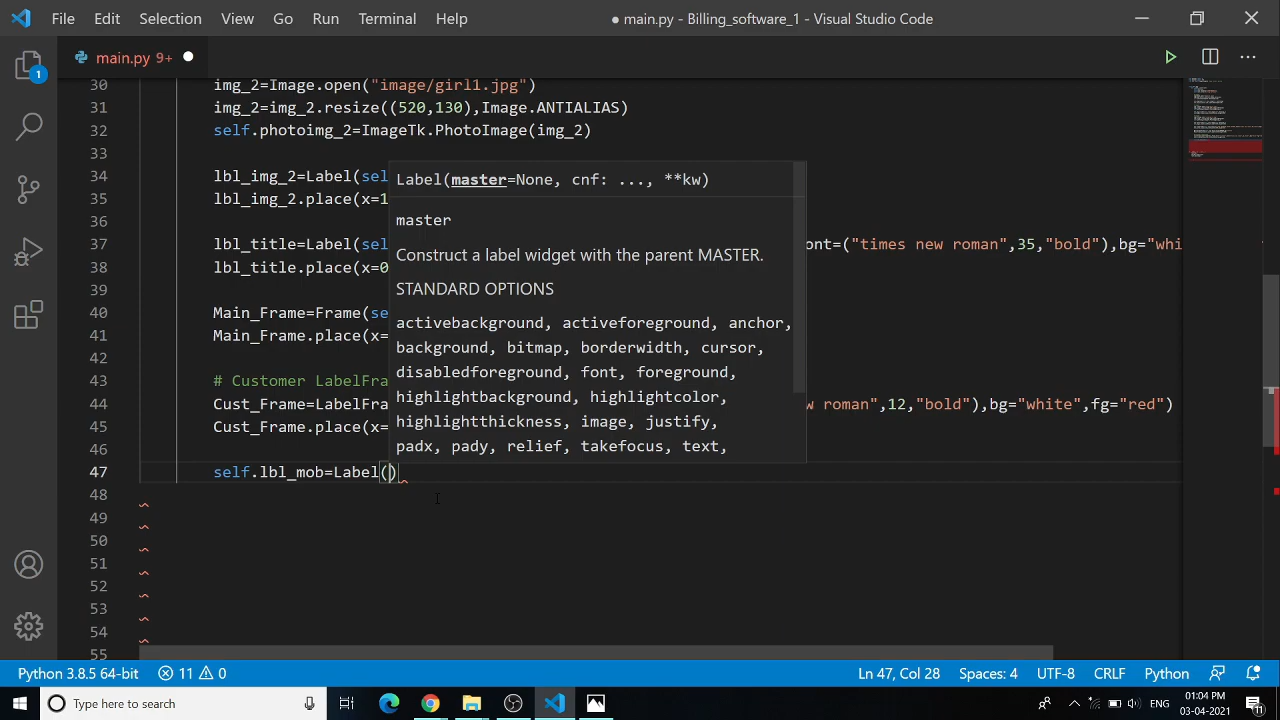 File Edit Selection View Go Run Terminal Help
● main.py - Billing_software_1 - Visual Studio Code
1
main.py 9+
30 img_2=Image.open("image/girl1.jpg")
31 img_2=img_2.resize((520,130),Image.ANTIALIAS)
32 self.photoimg_2=ImageTk.PhotoImage(img_2)
33
34 lbl_img_2=Label(sel
35 lbl_img_2.place(x=1
36
37 lbl_title=Label(sel ont=("times new roman",35,"bold"),bg="whi
38 lbl_title.place(x=0
39
40 Main_Frame=Frame(se
41 Main_Frame.place(x=
42
43 # Customer LabelFra
44 Cust_Frame=LabelFra w roman",12,"bold"),bg="white",fg="red")
45 Cust_Frame.place(x=
46
47 self.lbl_mob=Label()
48
49
50
51
52
53
54
55
Label(master=None, cnf: ..., **kw)
master
Construct a label widget with the parent MASTER.
STANDARD OPTIONS
activebackground, activeforeground, anchor,
background, bitmap, borderwidth, cursor,
disabledforeground, font, foreground,
highlightbackground, highlightcolor,
highlightthickness, image, justify,
padx, pady, relief, takefocus, text,
Python 3.8.5 64-bit 11 0 Ln 47, Col 28 Spaces: 4 UTF-8 CRLF Python
Type here to search
ENG
01:04 PM
03-04-2021
11